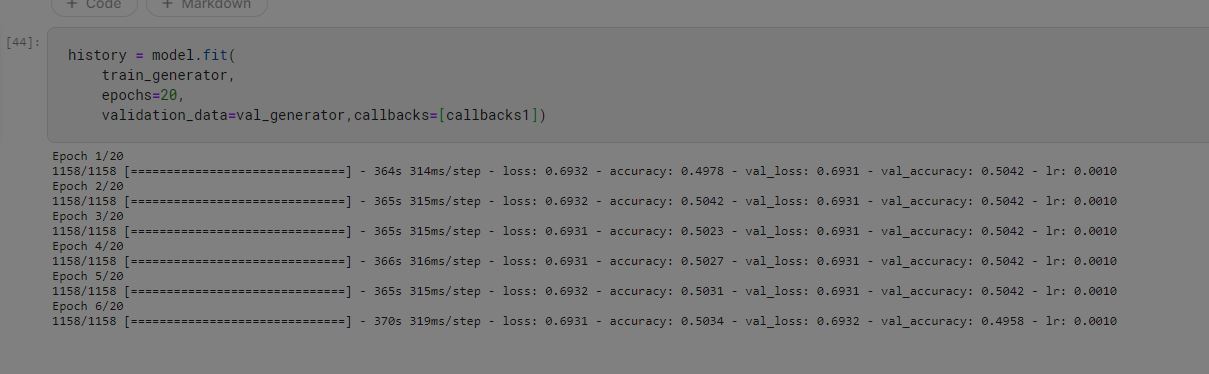 + Code + Markdown
[44]:
history = model.fit(
train_generator,
epochs=20,
validation_data=val_generator,callbacks=[callbacks1])
Epoch 1/20
1158/1158 [==============================] - 364s 314ms/step - loss: 0.6932 - accuracy: 0.4978 - val_loss: 0.6931 - val_accuracy: 0.5042 - lr: 0.0010
Epoch 2/20
1158/1158 [==============================] - 365s 315ms/step - loss: 0.6932 - accuracy: 0.5042 - val_loss: 0.6931 - val_accuracy: 0.5042 - lr: 0.0010
Epoch 3/20
1158/1158 [==============================] - 365s 315ms/step - loss: 0.6931 - accuracy: 0.5023 - val_loss: 0.6931 - val_accuracy: 0.5042 - lr: 0.0010
Epoch 4/20
1158/1158 [==============================] - 366s 316ms/step - loss: 0.6931 - accuracy: 0.5027 - val_loss: 0.6931 - val_accuracy: 0.5042 - lr: 0.0010
Epoch 5/20
1158/1158 [==============================] - 365s 315ms/step - loss: 0.6932 - accuracy: 0.5031 - val_loss: 0.6931 - val_accuracy: 0.5042 - lr: 0.0010
Epoch 6/20
1158/1158 [==============================] - 370s 319ms/step - loss: 0.6931 - accuracy: 0.5034 - val_loss: 0.6932 - val_accuracy: 0.4958 - lr: 0.0010